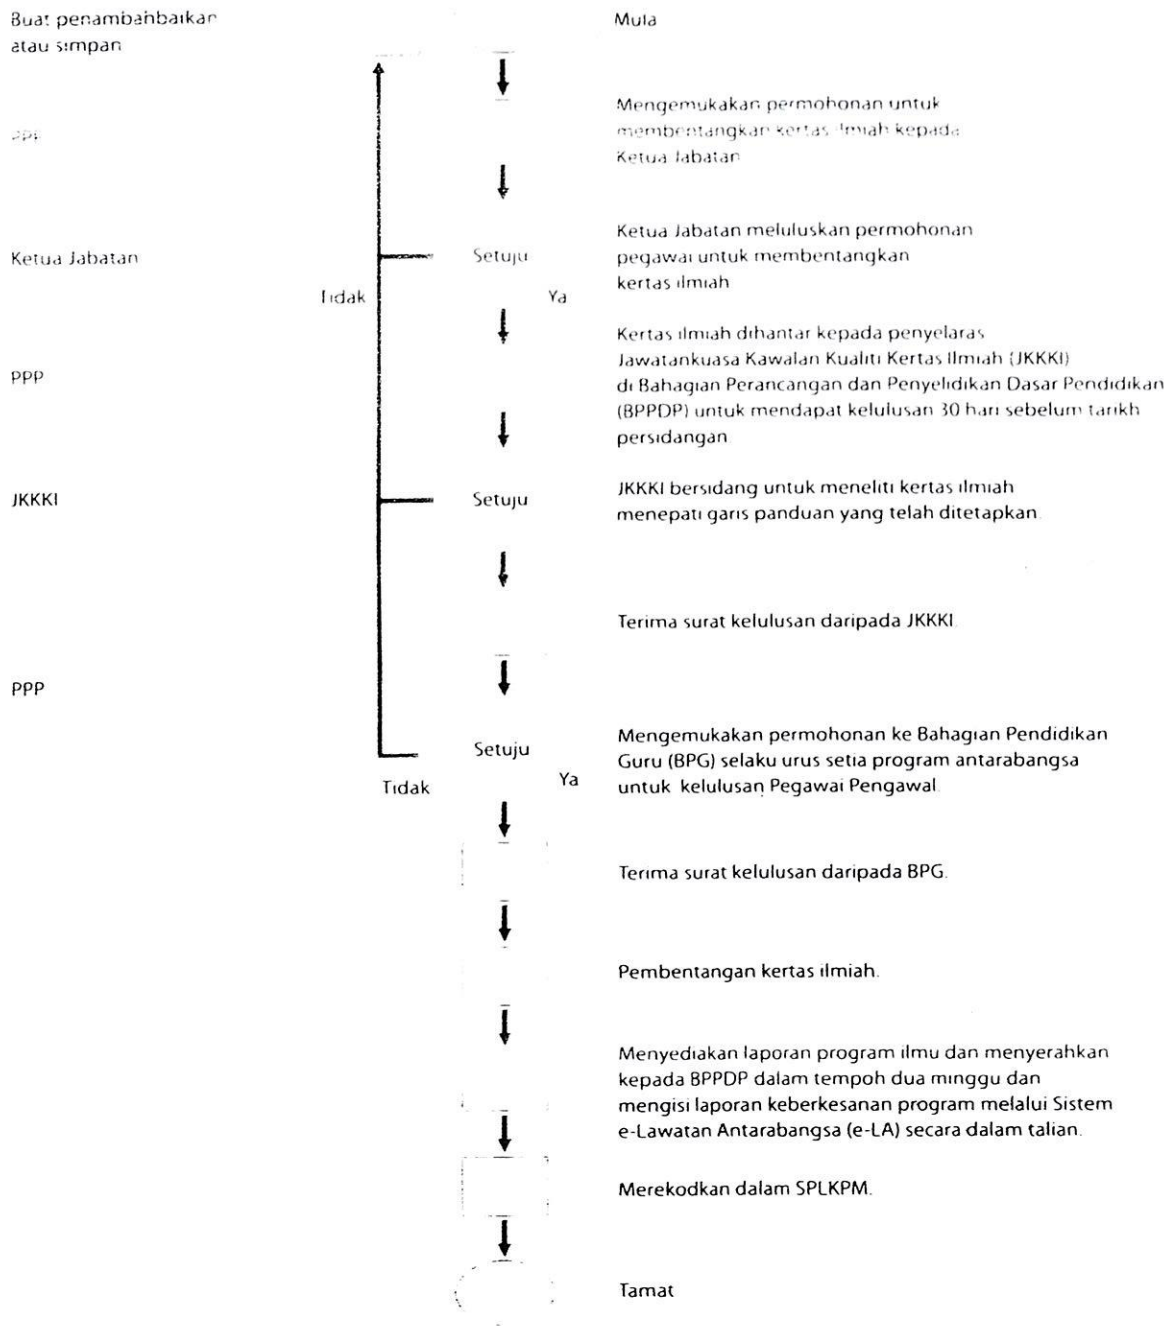 Buat penambahbaikan
atau simpan
Mula
PPP
Mengemukakan permohonan untuk
membentangkan kertas ilmiah kepada
Ketua Jabatan
Ketua Jabatan
Setuju
Ketua Jabatan meluluskan permohonan
pegawai untuk membentangkan
kertas ilmiah
Tidak
Ya
PPP
Kertas ilmiah dihantar kepada penyelaras
Jawatankuasa Kawalan Kualiti Kertas Ilmiah (JKKKI)
di Bahagian Perancangan dan Penyelidikan Dasar Pendidikan
(BPPDP) untuk mendapat kelulusan 30 hari sebelum tarikh
persidangan
JKKKI
Setuju
JKKKI bersidang untuk meneliti kertas ilmiah
menepati garis panduan yang telah ditetapkan.
Terima surat kelulusan daripada JKKKI.
PPP
Setuju
Mengemukakan permohonan ke Bahagian Pendidikan
Guru (BPG) selaku urus setia program antarabangsa
untuk kelulusan Pegawai Pengawal.
Tidak
Ya
Terima surat kelulusan daripada BPG.
Pembentangan kertas ilmiah.
Menyediakan laporan program ilmu dan menyerahkan
kepada BPPDP dalam tempoh dua minggu dan
mengisi laporan keberkesanan program melalui Sistem
e-Lawatan Antarabangsa (e-LA) secara dalam talian.
Merekodkan dalam SPLKPM.
Tamat